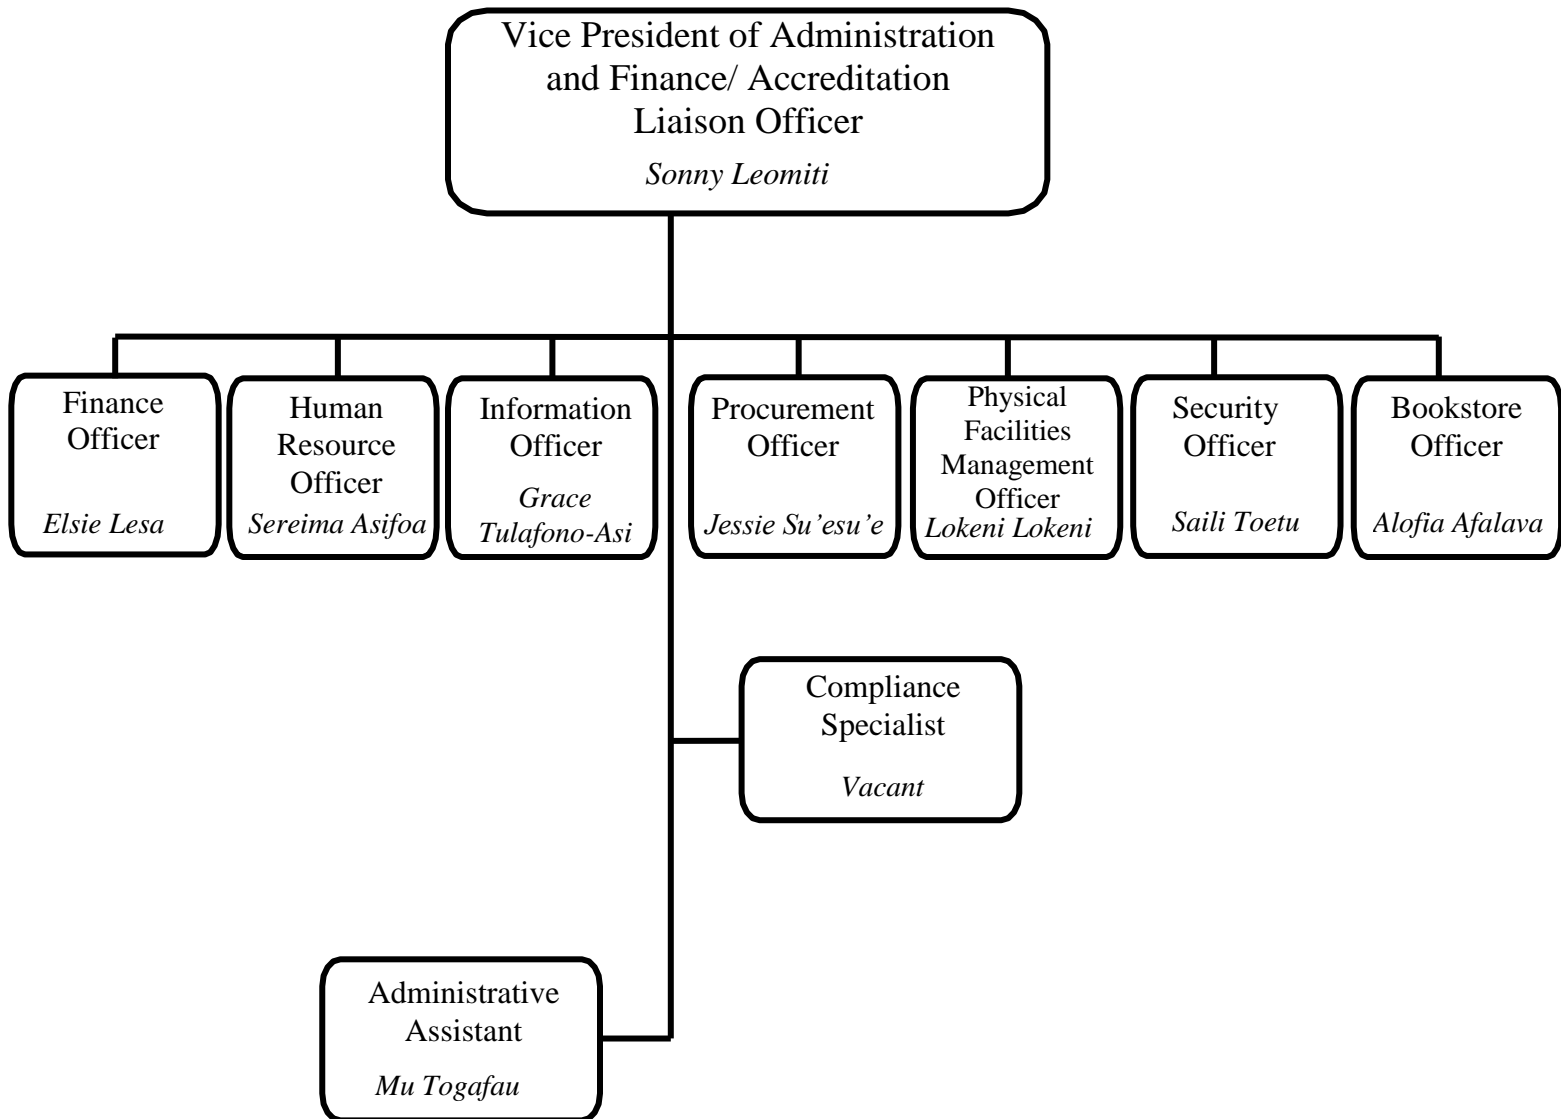 Vice President of Administration
and Finance/ Accreditation
Liaison Officer
Sonny Leomiti
Finance
Officer
Elsie Lesa
Human
Resource
Officer
Sereima Asifoa
Information
Officer
Grace
Tulafono-Asi
Procurement
Officer
Jessie Su’esu’e
Physical
Facilities
Management
Officer
Lokeni Lokeni
Security
Officer
Saili Toetu
Bookstore
Officer
Alofia Afalava
Compliance
Specialist
Vacant
Administrative
Assistant
Mu Togafau